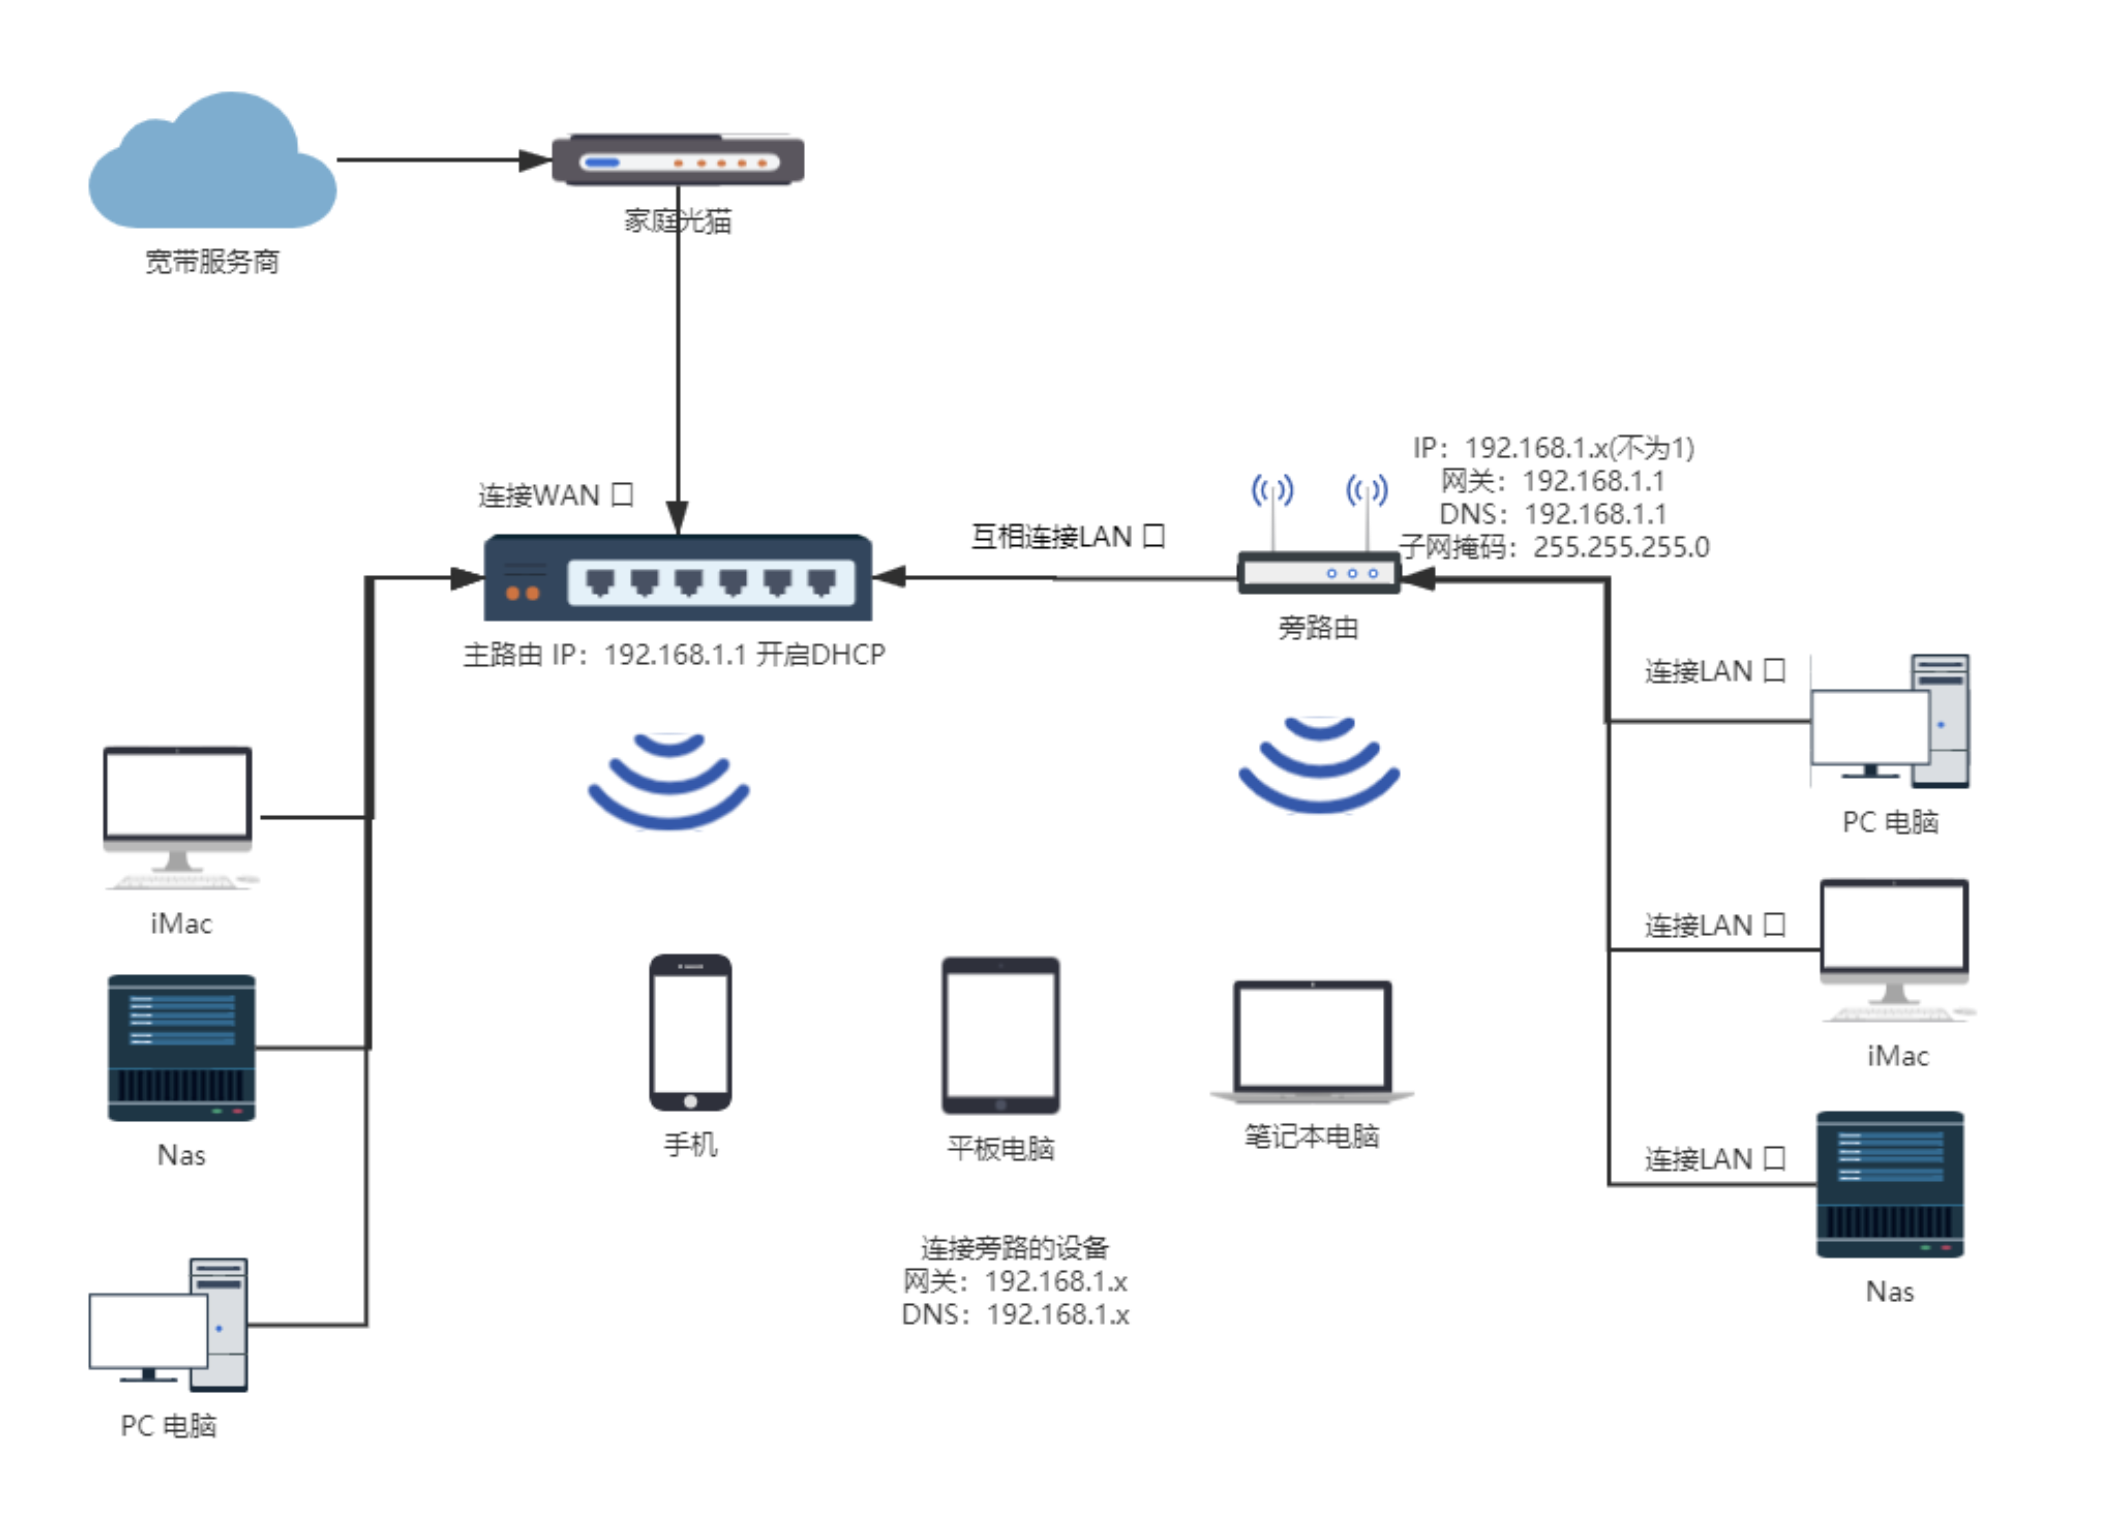 宽带服务商
家庭光猫
连接WAN 口
主路由 IP：192.168.1.1 开启DHCP
互相连接LAN 口
IP：192.168.1.x(不为1)
网关：192.168.1.1
DNS：192.168.1.1
子网掩码：255.255.255.0
旁路由
连接LAN 口
PC 电脑
连接LAN 口
iMac
连接LAN 口
Nas
iMac
Nas
PC 电脑
手机
平板电脑
笔记本电脑
连接旁路的设备
网关：192.168.1.x
DNS：192.168.1.x